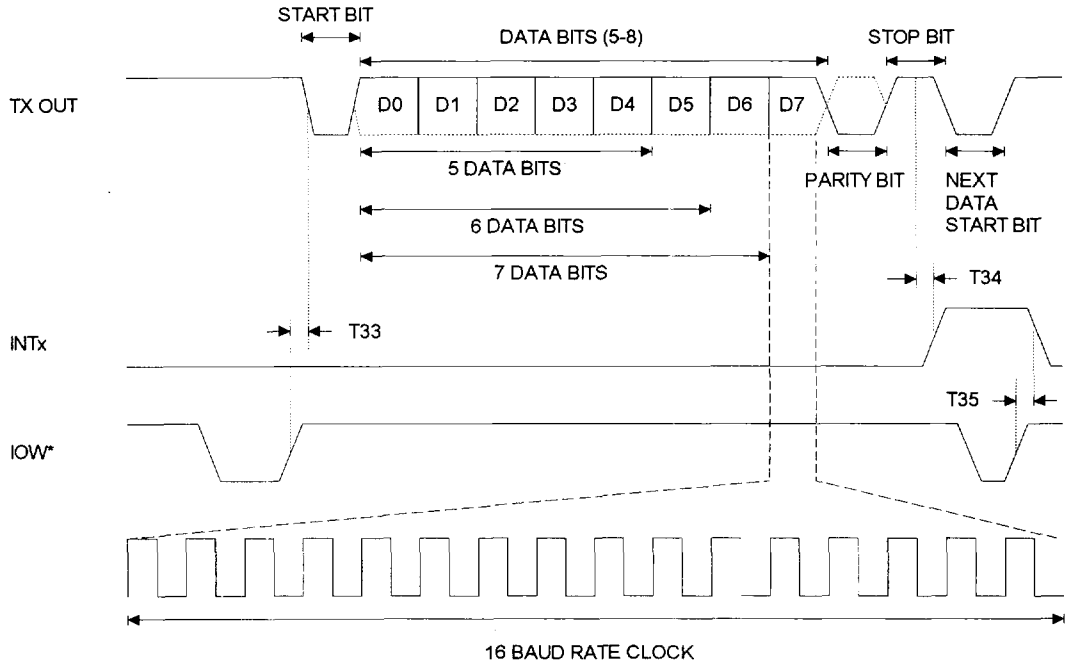 START BIT
DATA BITS (5-8)
STOP BIT
TX OUT
D0 D1 D2 D3 D4 D5 D6 D7
5 DATA BITS
PARITY BIT
NEXT
DATA
START BIT
6 DATA BITS
7 DATA BITS
T34
T33
INTx
T35
IOW*
16 BAUD RATE CLOCK